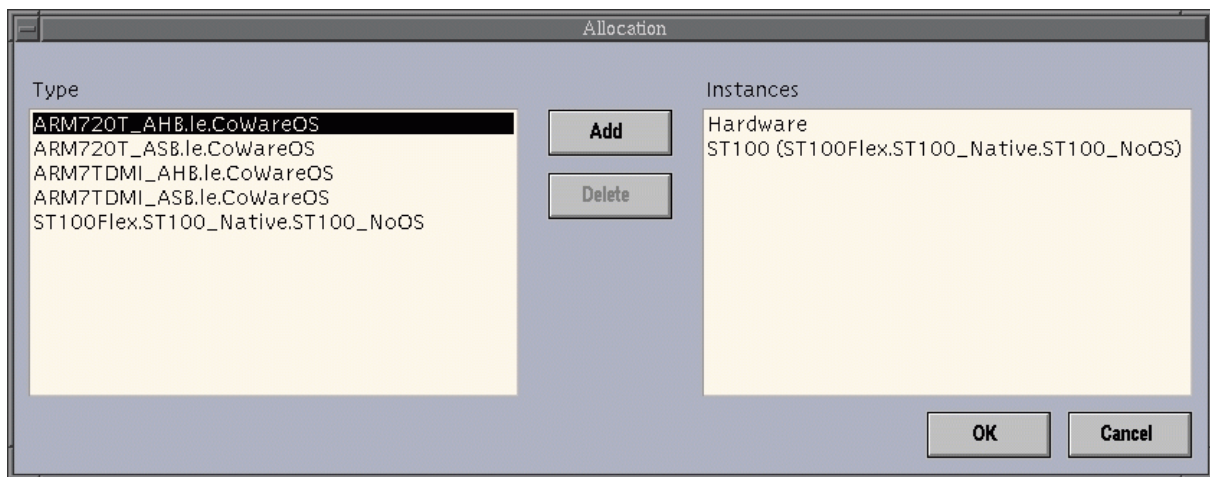 Allocation
Type
ARM720T_AHB.le.CoWareOS
ARM720T_ASB.le.CoWareOS
ARM7TDMI_AHB.le.CoWareOS
ARM7TDMI_ASB.le.CoWareOS
ST100Flex.ST100_Native.ST100_NoOS
Add
Delete
Instances
Hardware
ST100 (ST100Flex.ST100_Native.ST100_NoOS)
OK
Cancel